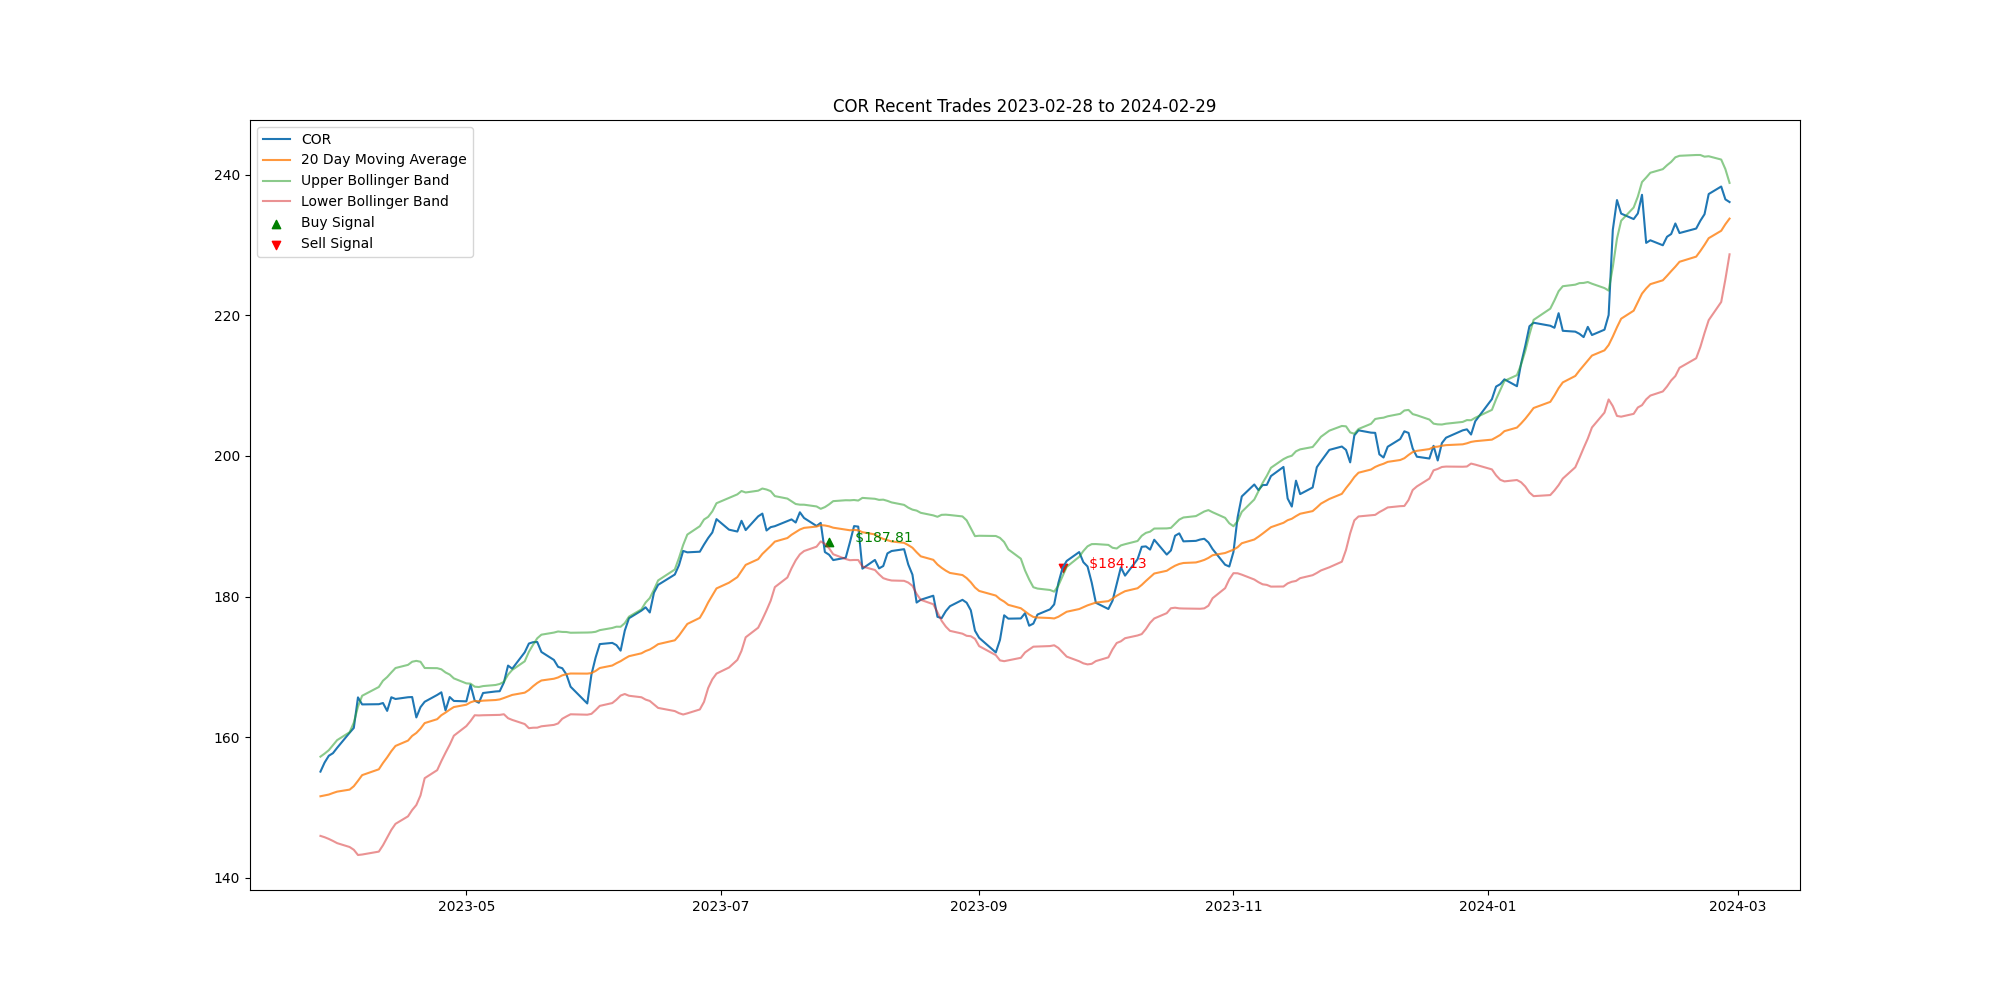 COR Recent Trades 2023-02-28 to 2024-02-29
COR
20 Day Moving Average
Upper Bollinger Band
Lower Bollinger Band
Buy Signal
Sell Signal
240
220
200
180
160
140
$187.81
$184.13
2023-05
2023-07
2023-09
2023-11
2024-01
2024-03